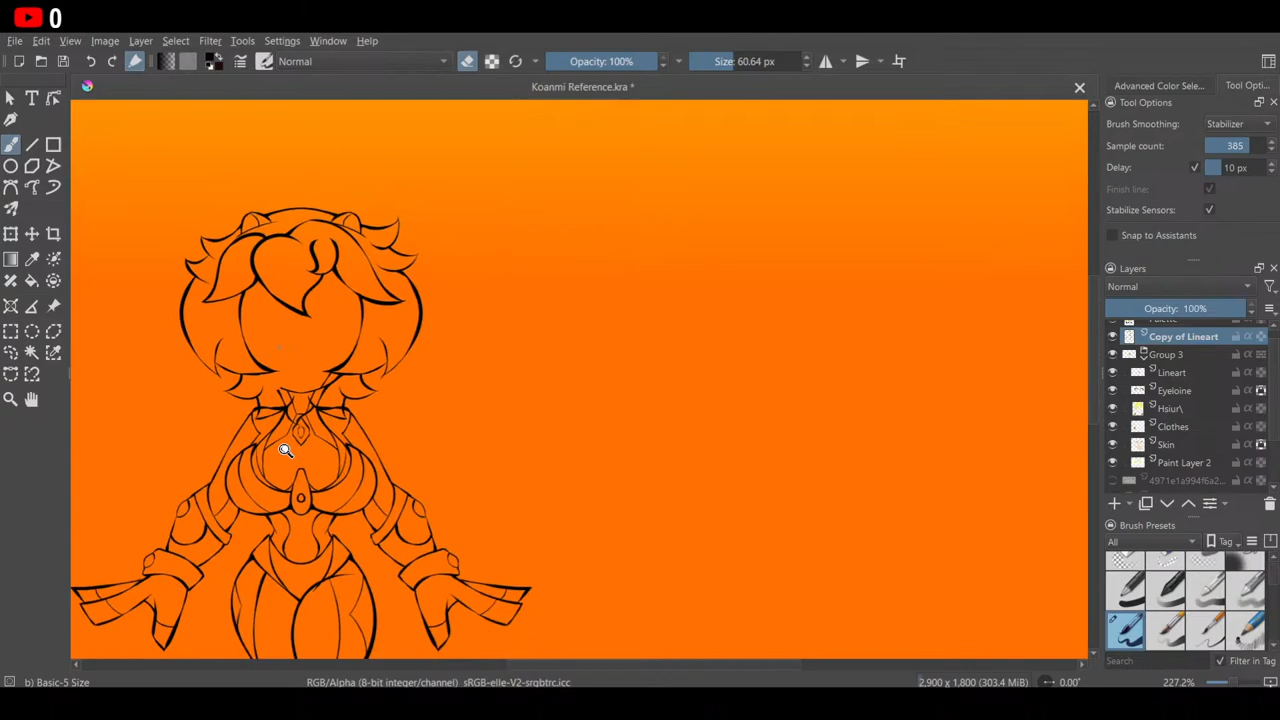 0
File Edit View Image Layer Select Filter Tools Settings Window Help
Normal
Opacity: 100%
Size: 60.64 px
Koanmi Reference.kra *
Advanced Color Sele...
Tool Opti...
Tool Options
Brush Smoothing:
Stabilizer
Sample count:
385
Delay:
10 px
Finish line:
Stabilize Sensors:
Snap to Assistants
Layers
Normal
Opacity: 100%
Copy of Lineart
Group 3
Lineart
Eyeloine
Hsiur\
Clothes
Skin
Paint Layer 2
4971e1a994f6a2...
Brush Presets
All
Tag
Search
Filter in Tag
b) Basic-5 Size
RGB/Alpha (8-bit integer/channel) sRGB-elle-V2-srgbtrc.icc
2,900 x 1,800 (303.4 MiB)
0.00°
227.2%